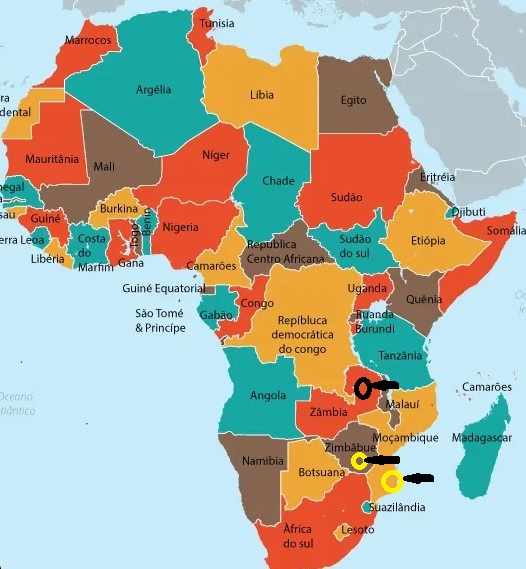 Tunisia
Marrocos
Argélia
Líbia
Egito
ra
dental
Mauritânia
Mali
Níger
Chade
Sudão
Eritréia
negal
sau
Guiné
Burkina
Benin
Togo
Nigeria
Djibuti
Somália
erra Leoa
Costa
do
Marfim
Gana
Libéria
Camarões
República
Centro Africana
Sudão
do sul
Etiópia
Guiné Equatorial
São Tomé
& Príncipe
Gabão
Congo
Repíbluca
democrática
do congo
Uganda
Quênia
Ruanda
Burundi
Tanzânia
Oceano
tlântico
Angola
Zâmbia
Malauí
Camarões
Moçambique
Madagascar
Zimbábue
Namibia
Botsuana
Suazilândia
África
do sul
Lesoto